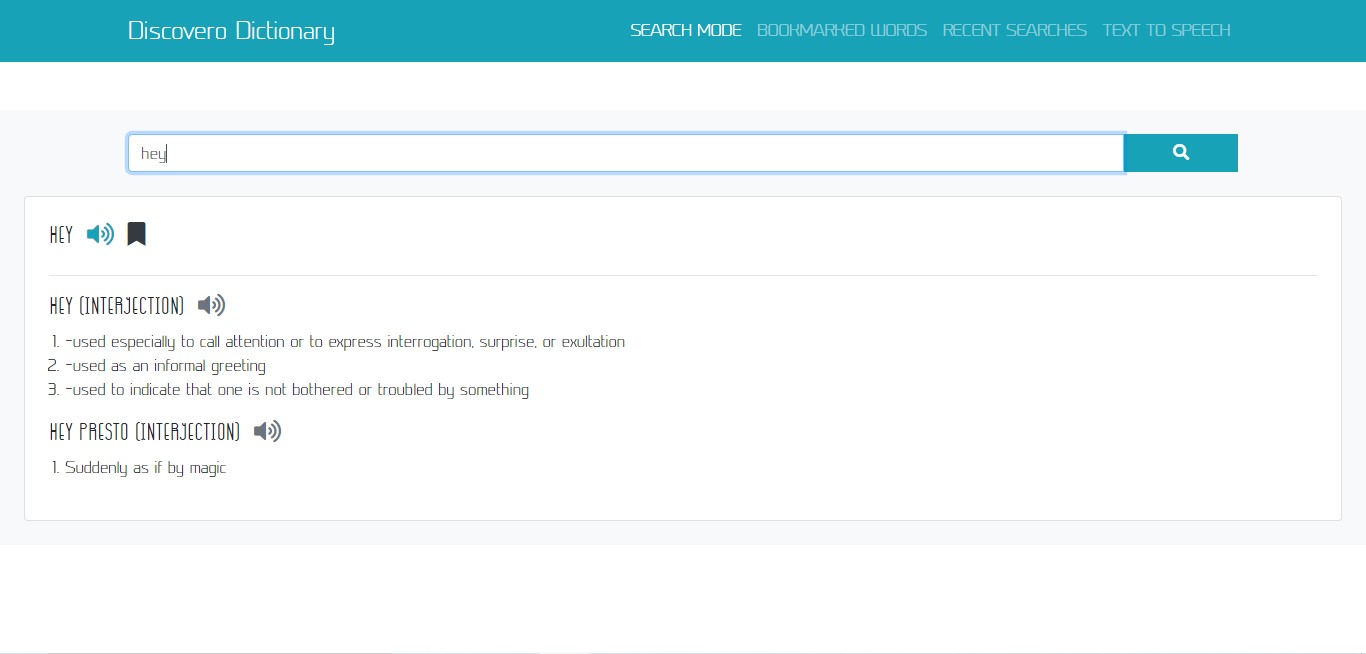 Discovero Dictionary
SEARCH MODE BOOKMARKED WORDS RECENT SEARCHES TEXT TO SPEECH
hey
HEY
HEY (INTERJECTION)
1. -used especially to call attention or to express interrogation, surprise, or exultation
2. -used as an informal greeting
3. -used to indicate that one is not bothered or troubled by something
HEY PRESTO (INTERJECTION)
1. Suddenly as if by magic